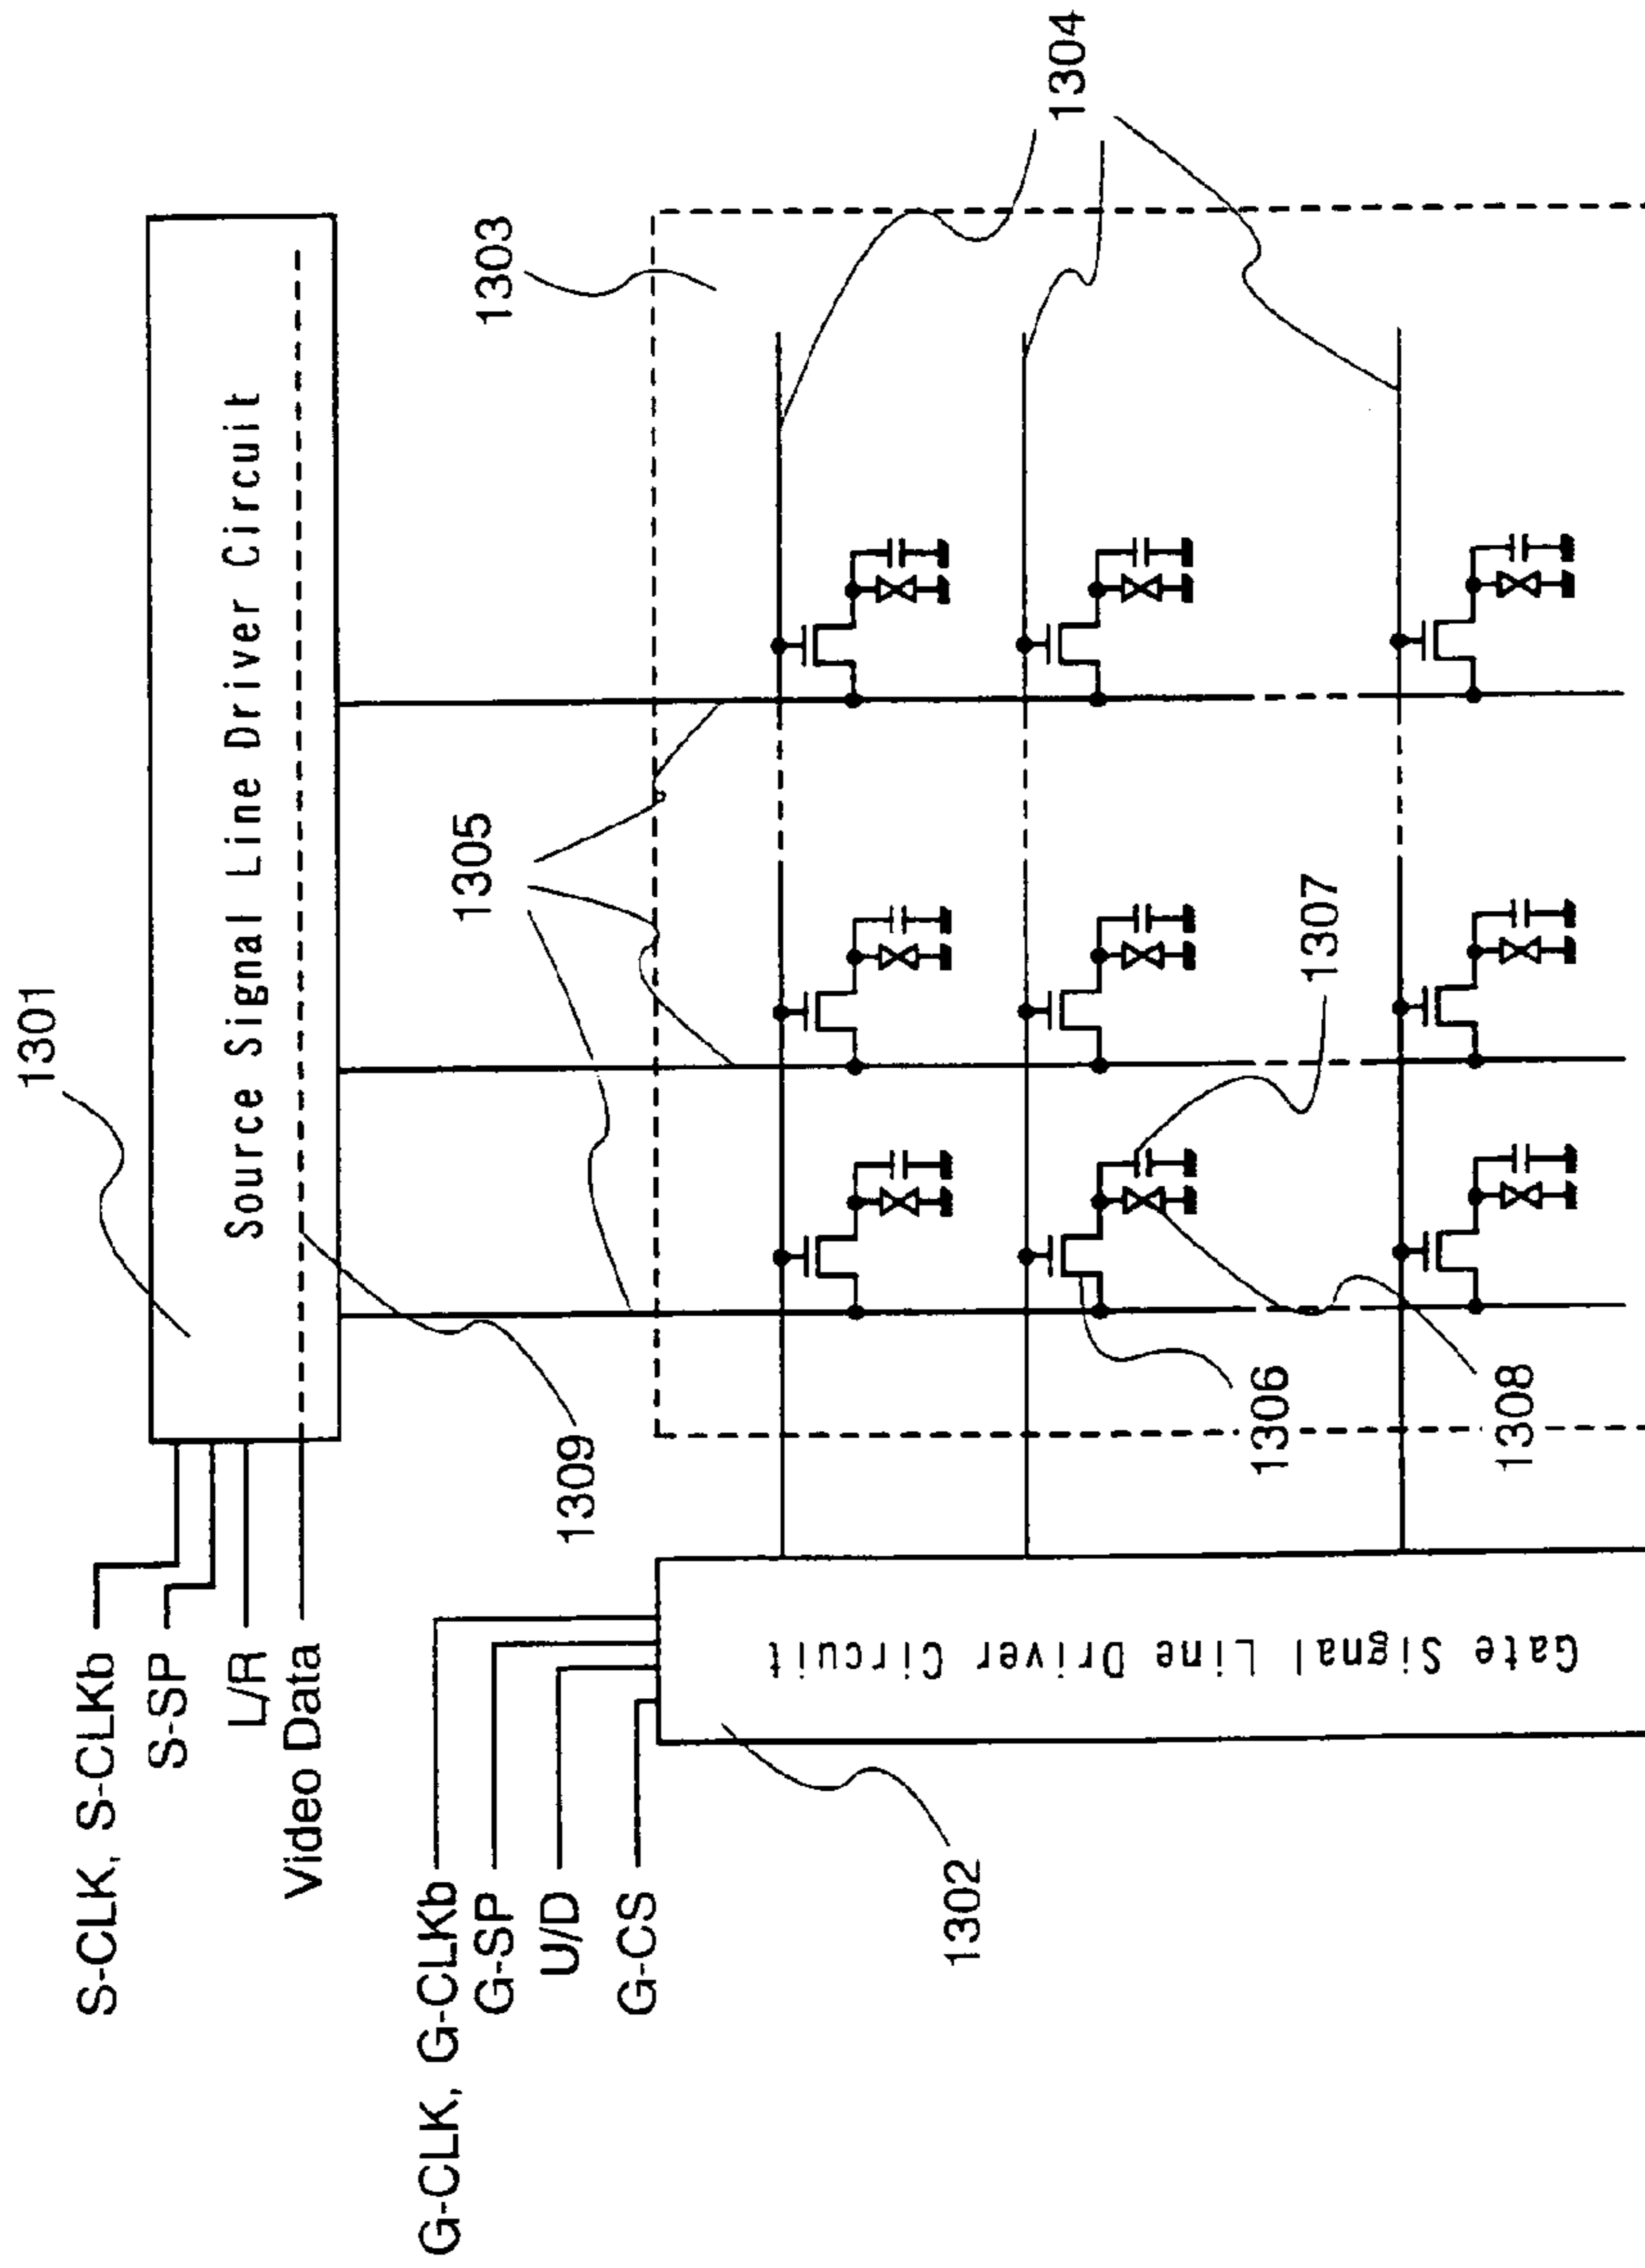 1301
Source Signal Line Driver Circuit
S-CLK, S-CLKb
S-SP
L/R
Video Data
1309
1305
1303
1304
G-CLK, G-CLKb
G-SP
U/D
G-CS
1302
Gate Signal Line Driver Circuit
1306
1308
1307